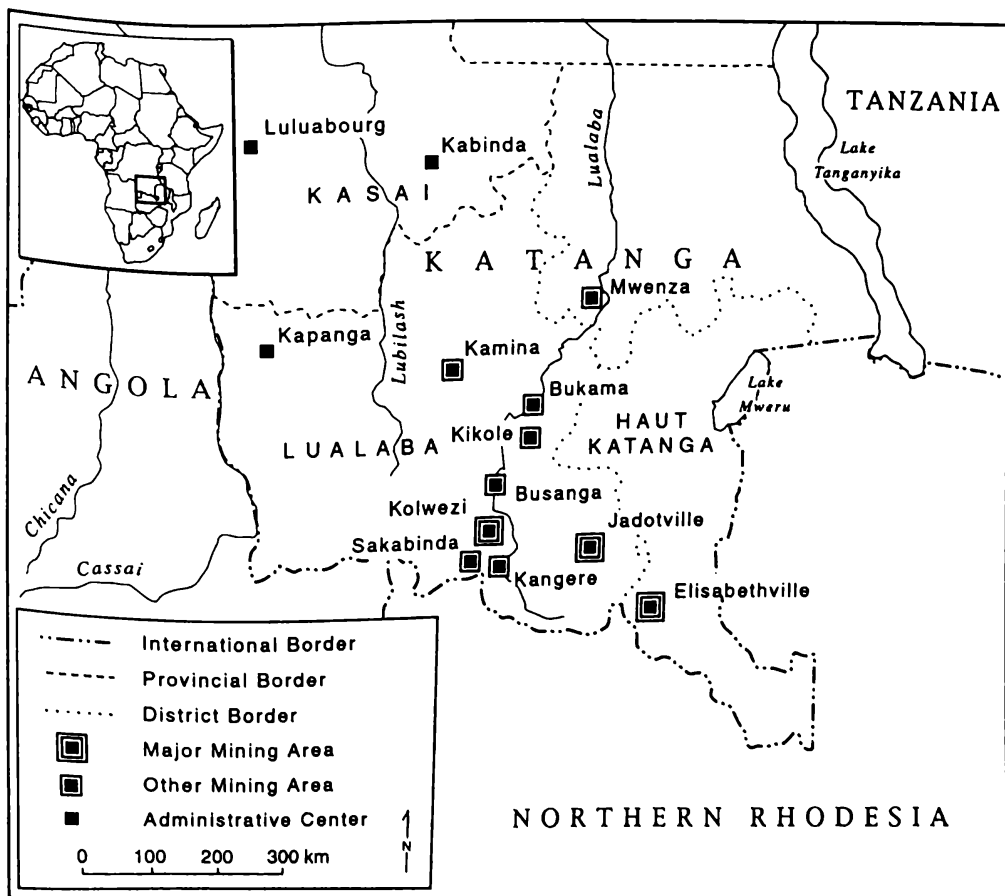 TANZANIA
Luluabourg
Kabinda
Lualaba
Lake
Tanganyika
KASAI
KATANGA
Mwenza
Kapanga
Lubilash
Kamina
ANGOLA
Bukama
Lake
Mweru
HAUT
KATANGA
Kikole
LUALABA
Busanga
Chicana
Kolwezi
Jadotville
Sakabinda
Cassai
Kangere
Elisabethville
International Border
Provincial Border
District Border
Major Mining Area
Other Mining Area
Administrative Center
N
0 100 200 300 km
NORTHERN RHODESIA